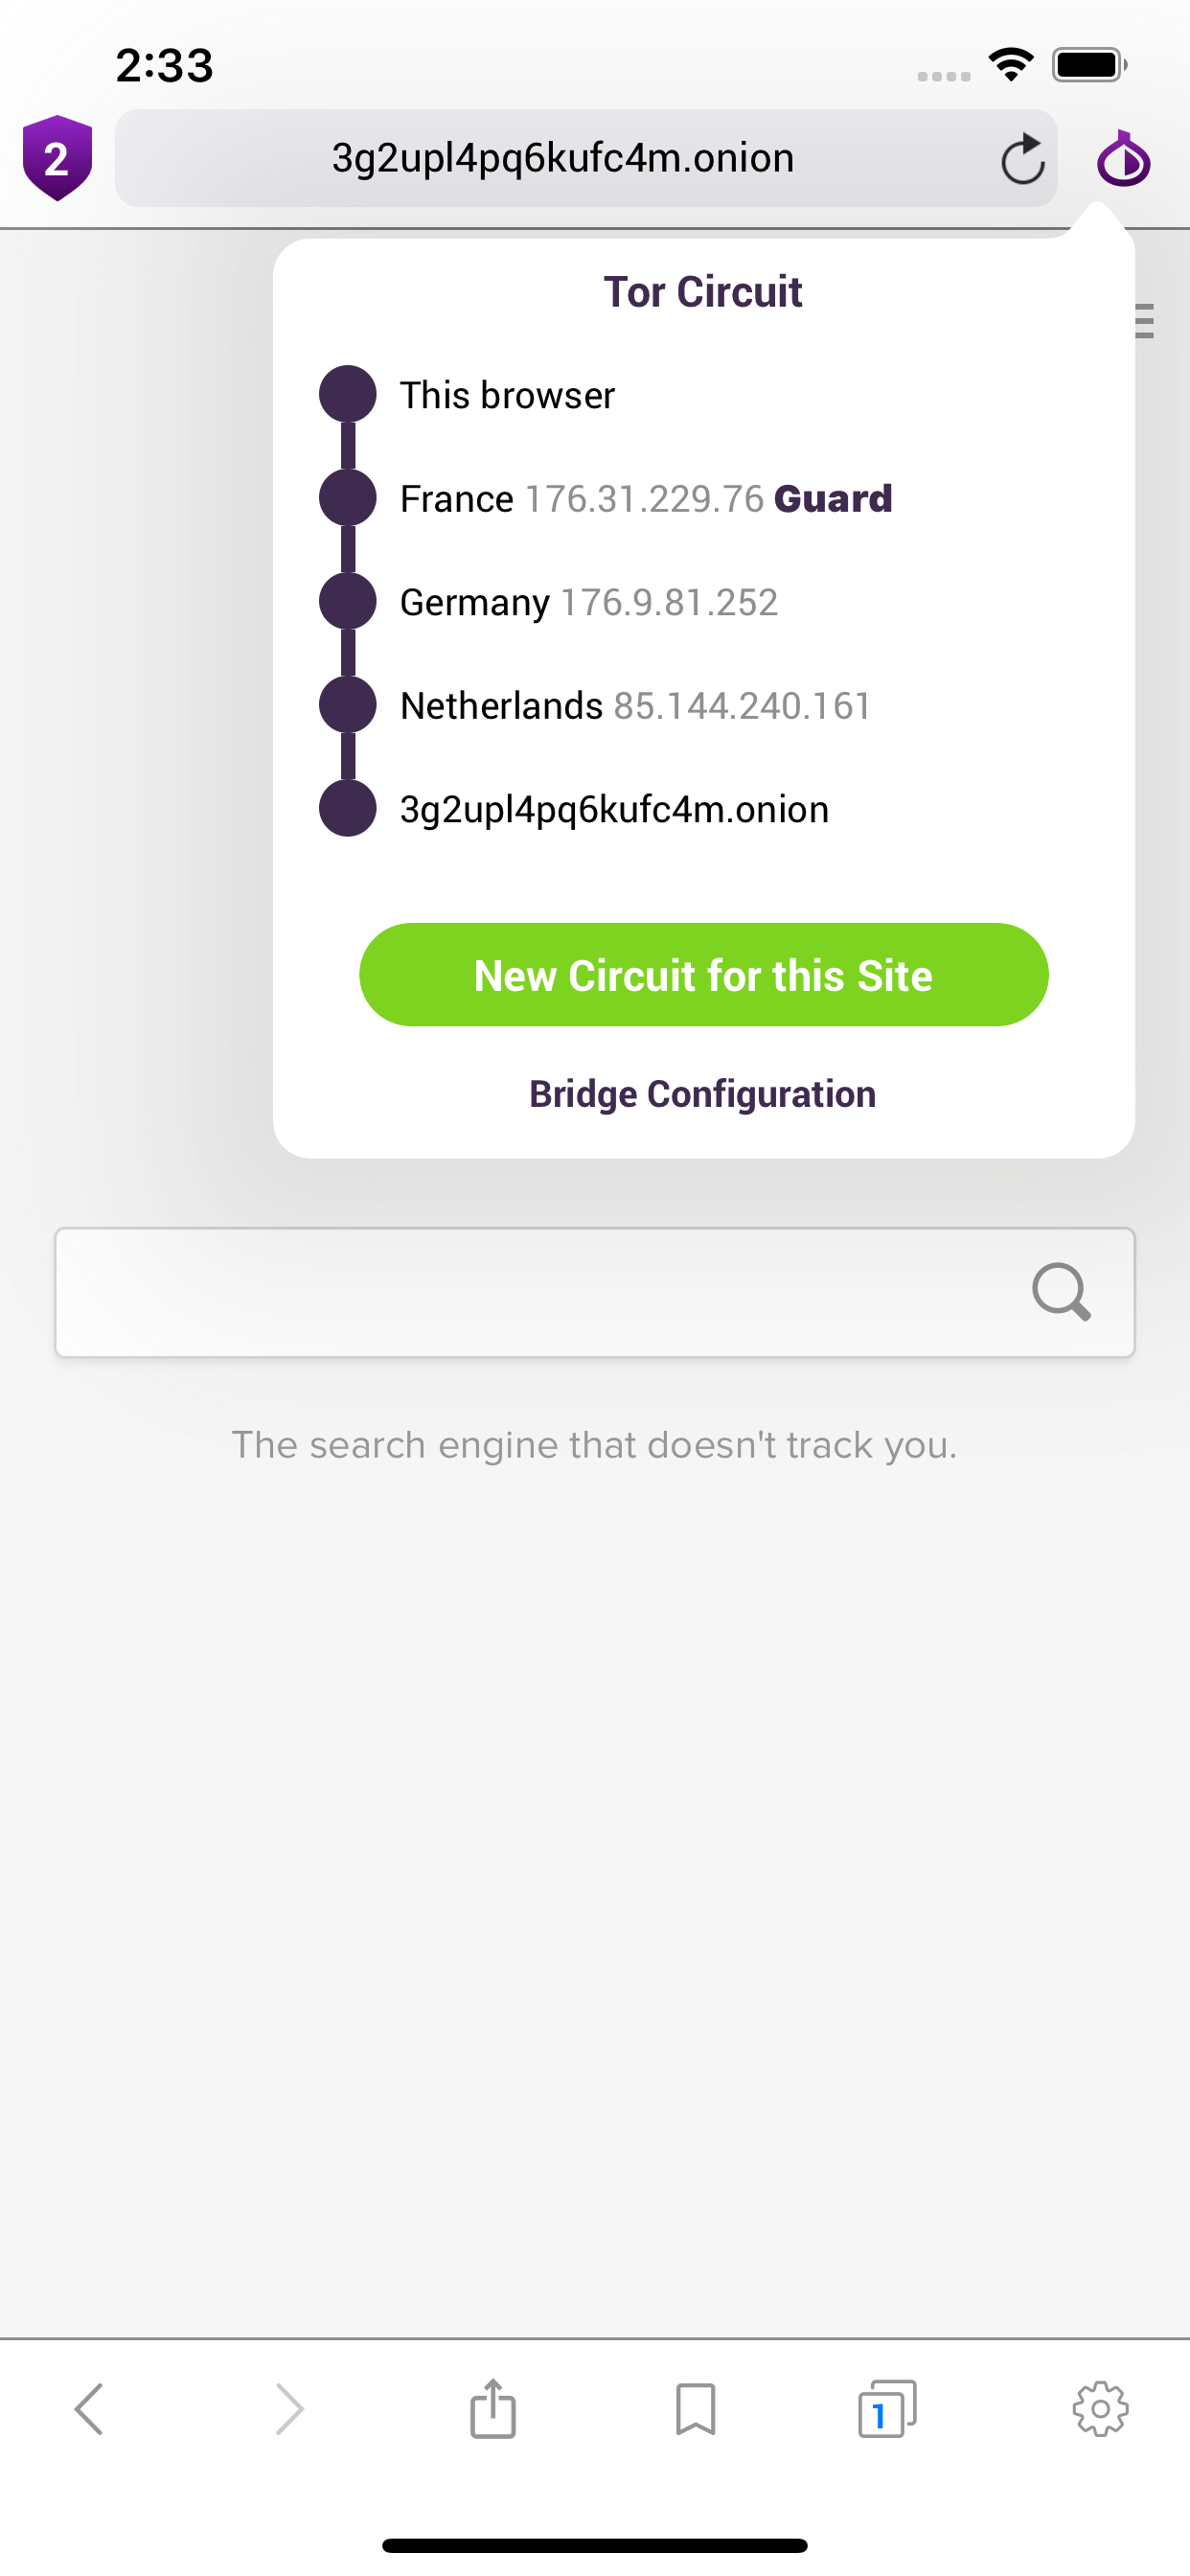 2:33
2
3g2upl4pq6kufc4m.onion
Tor Circuit
This browser
France 176.31.229.76 Guard
Germany 176.9.81.252
Netherlands 85.144.240.161
3g2upl4pq6kufc4m.onion
New Circuit for this Site
Bridge Configuration
The search engine that doesn't track you.
1